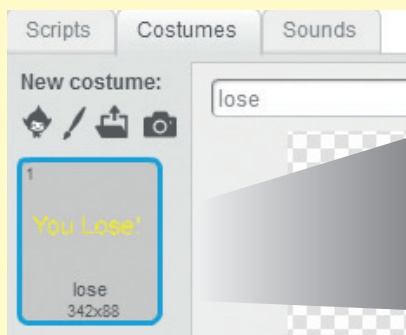 Scripts Costumes Sounds
New costume:
lose
1
You Lose!
lose
342x88